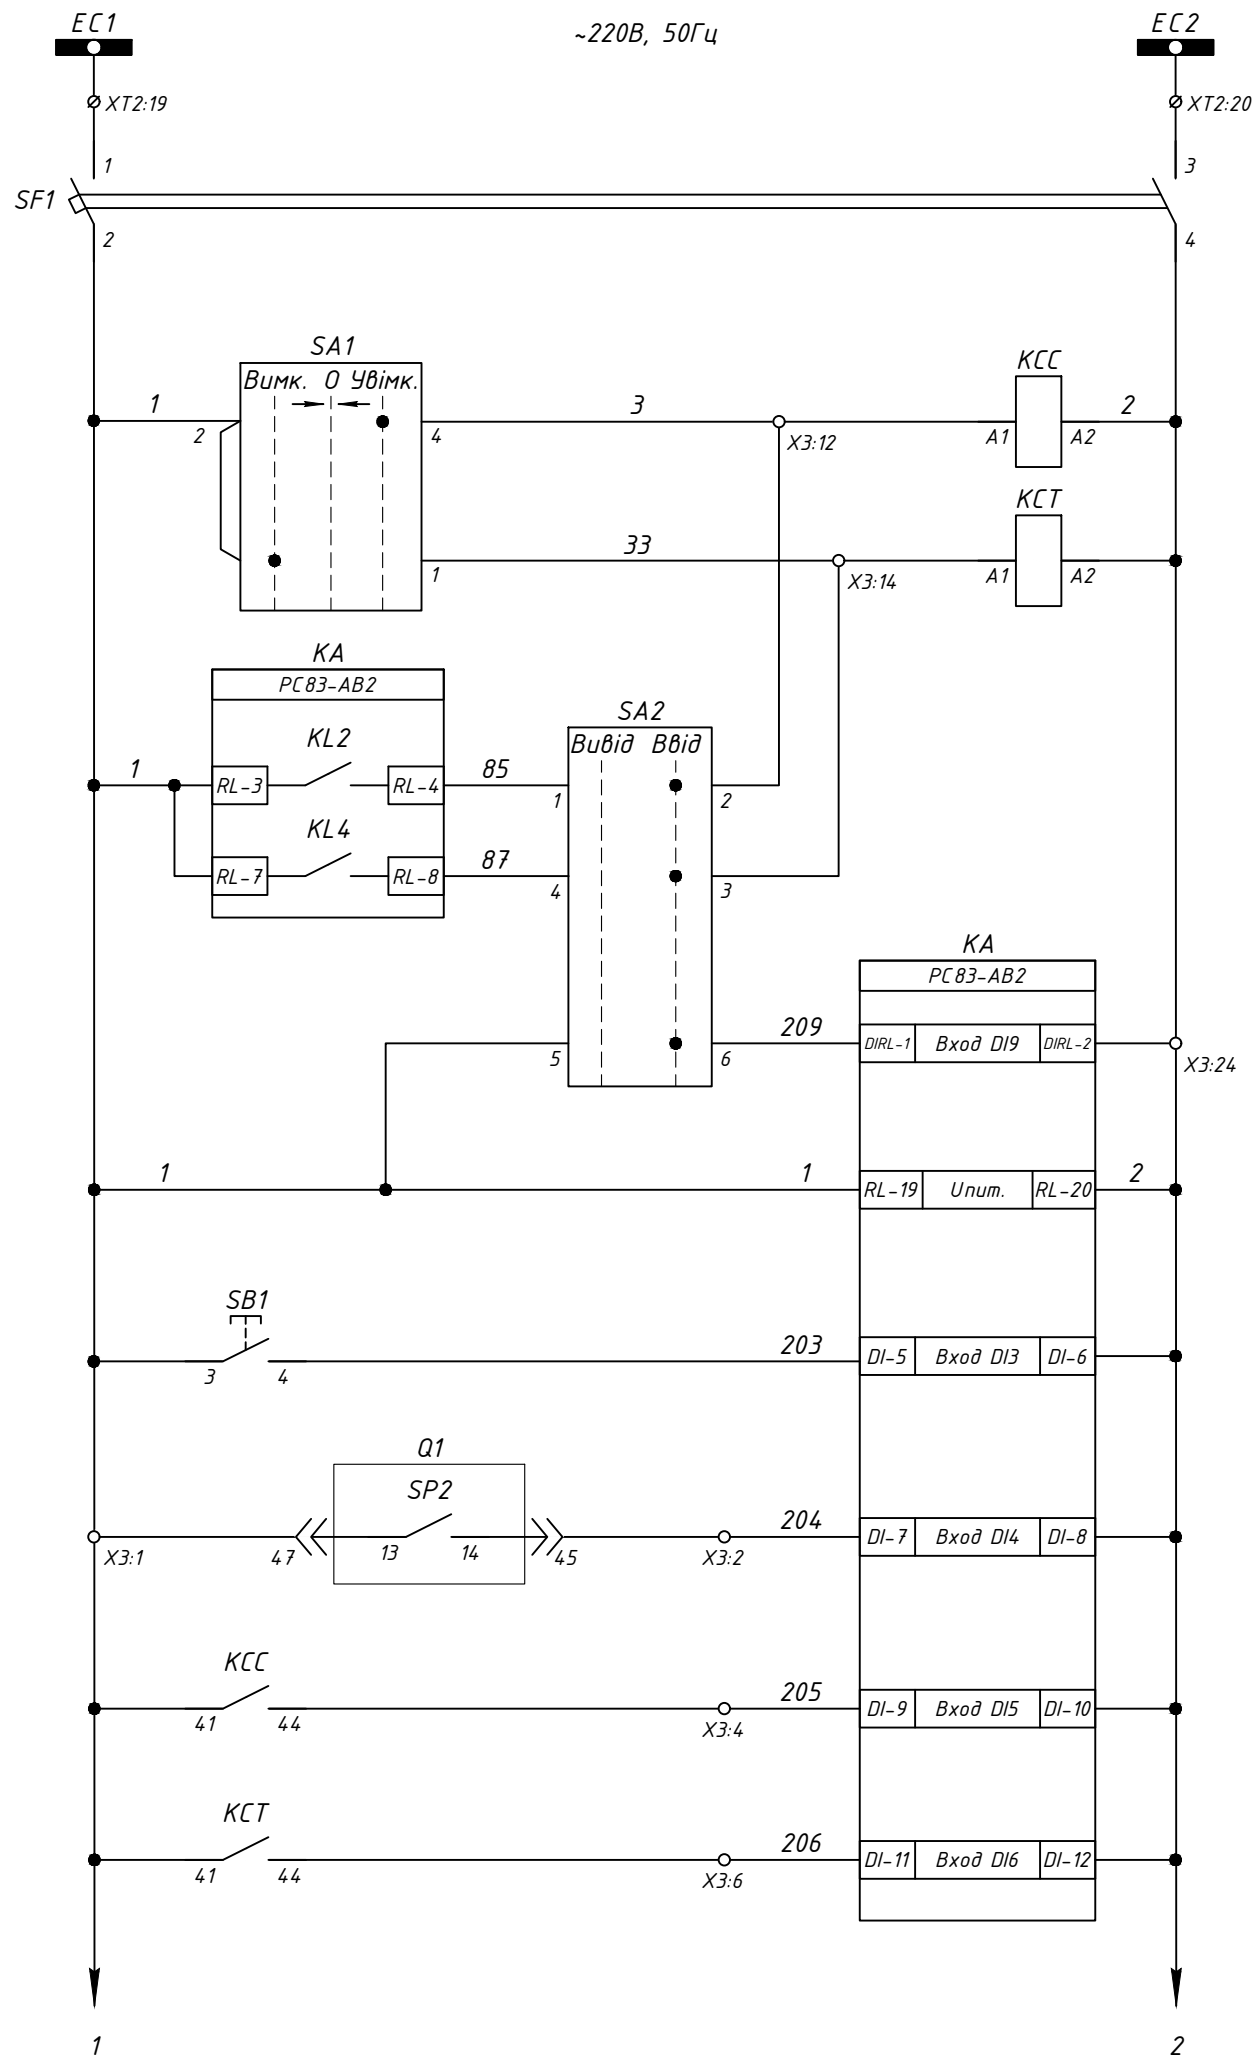 EC1
~220В, 50Гц
EC2
XT2:19
XT2:20
1
3
SF1
2
4
SA1
Вимк. О Увімк.
KCC
1
3
2
2
4
X3:12
A1
A2
KCT
33
1
X3:14
A1
A2
KA
РС83-АВ2
SA2
Вивід Ввід
KL2
1
RL-3
RL-4
85
1
2
KL4
RL-7
RL-8
87
4
3
KA
РС83-АВ2
209
DIRL-1 Вход DI9 DIRL-2
5
6
X3:24
1
1
RL-19 Uпит. RL-20
2
SB1
203
DI-5 Вход DI3 DI-6
3
4
Q1
SP2
204
DI-7 Вход DI4 DI-8
X3:1
47
13
14
45
X3:2
KCC
205
DI-9 Вход DI5 DI-10
41
44
X3:4
KCT
206
DI-11 Вход DI6 DI-12
41
44
X3:6
1
2